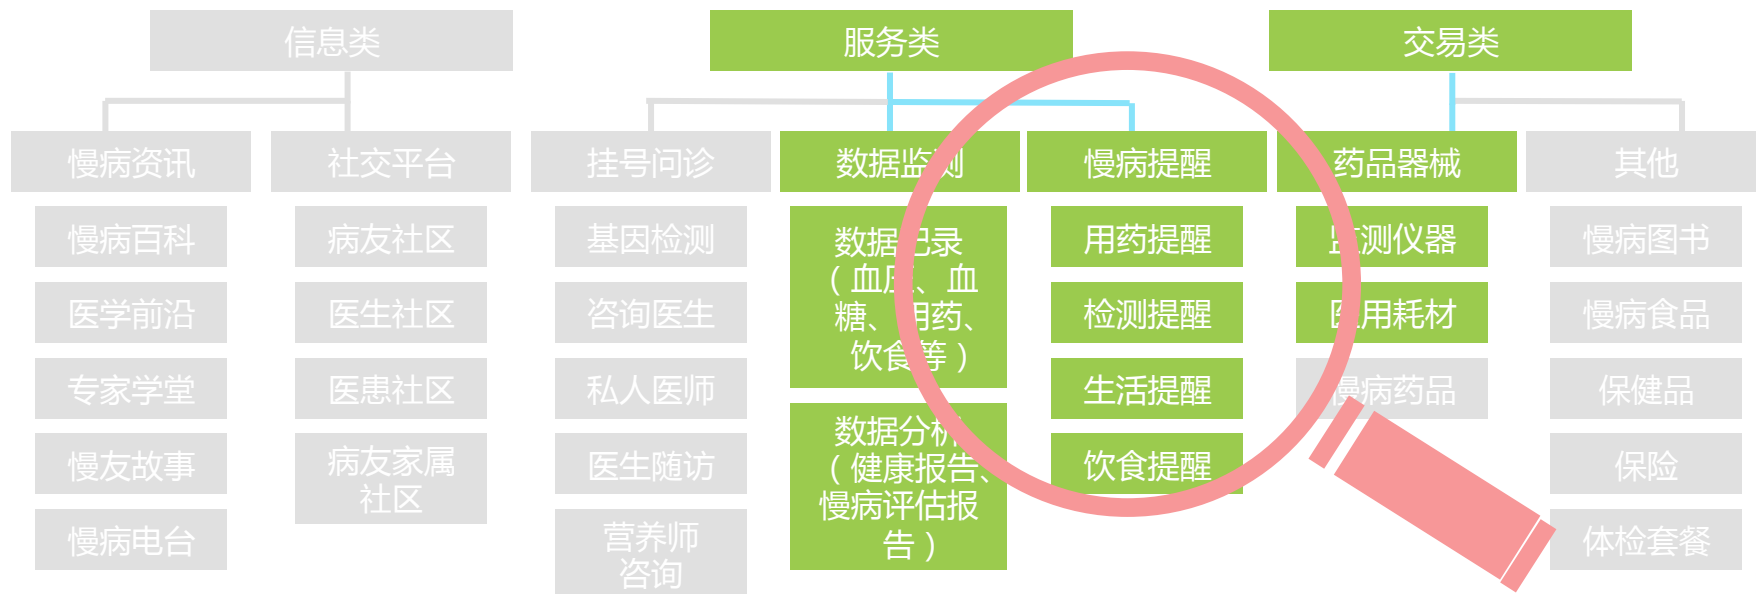 信息类
服务类
交易类
慢病资讯
社交平台
挂号问诊
数据监测
慢病提醒
药品器械
其他
慢病百科
医学前沿
专家学堂
慢友故事
慢病电台
病友社区
医生社区
医患社区
病友家属
社区
基因检测
咨询医生
私人医师
医生随访
营养师
咨询
数据记录
（血压、血
糖、用药、
饮食等）
数据分析
（健康报告、
慢病评估报
告）
用药提醒
检测提醒
生活提醒
饮食提醒
监测仪器
医用耗材
慢病药品
慢病图书
慢病食品
保健品
保险
体检套餐